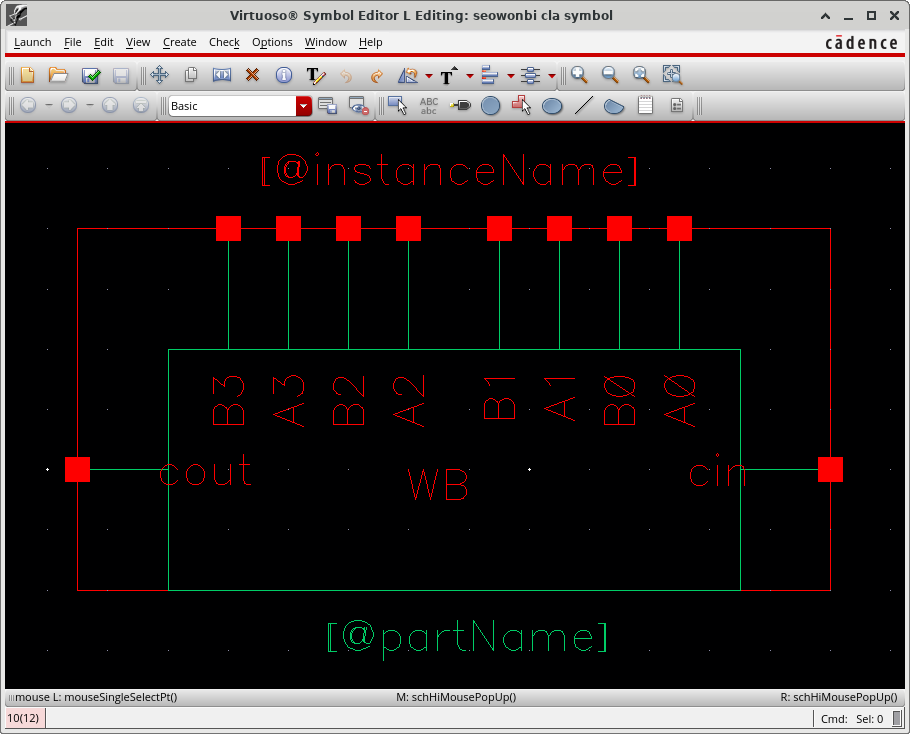 Virtuoso® Symbol Editor L Editing: seowonbi cla symbol
Launch File Edit View Create Check Options Window Help cādence
T T
Basic ABC abc
[@instanceName]
B3 A3 B2 A2 B1 A1 B0 A0
cout WB cin
[@partName]
mouse L: mouseSingleSelectPt() M: schHiMousePopUp() R: schHiMousePopUp()
10(12) Cmd: Sel: 0